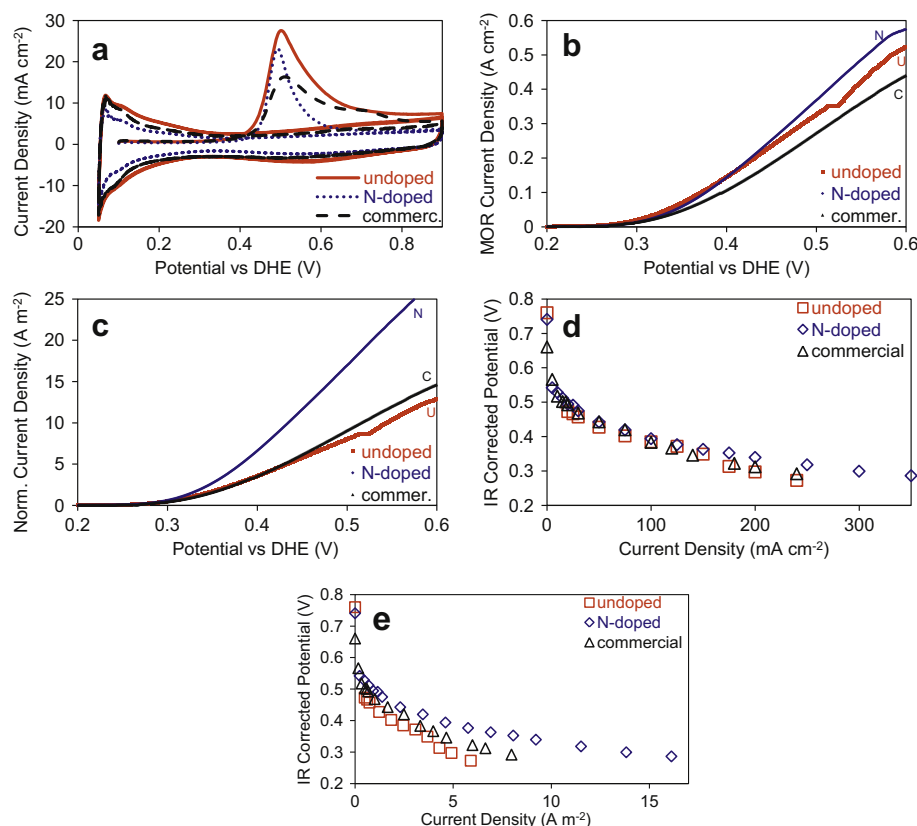 a
Current Density (mA cm-2)
30
20
10
0
-10
-20
0
0.2
0.4
0.6
0.8
Potential vs DHE (V)
undoped
N-doped
commerc.
b
MOR Current Density (A cm-2)
0.6
0.5
0.4
0.3
0.2
0.1
0
0.2
0.3
0.4
0.5
0.6
Potential vs DHE (V)
N
U
C
undoped
N-doped
commer.
c
Norm. Current Density (A m-2)
25
20
15
10
5
0
0.2
0.3
0.4
0.5
0.6
Potential vs DHE (V)
N
C
U
undoped
N-doped
commer.
d
IR Corrected Potential (V)
0.8
0.7
0.6
0.5
0.4
0.3
0.2
0
100
200
300
Current Density (mA cm-2)
undoped
N-doped
commercial
e
IR Corrected Potential (V)
0.8
0.7
0.6
0.5
0.4
0.3
0.2
0
5
10
15
Current Density (A m-2)
undoped
N-doped
commercial